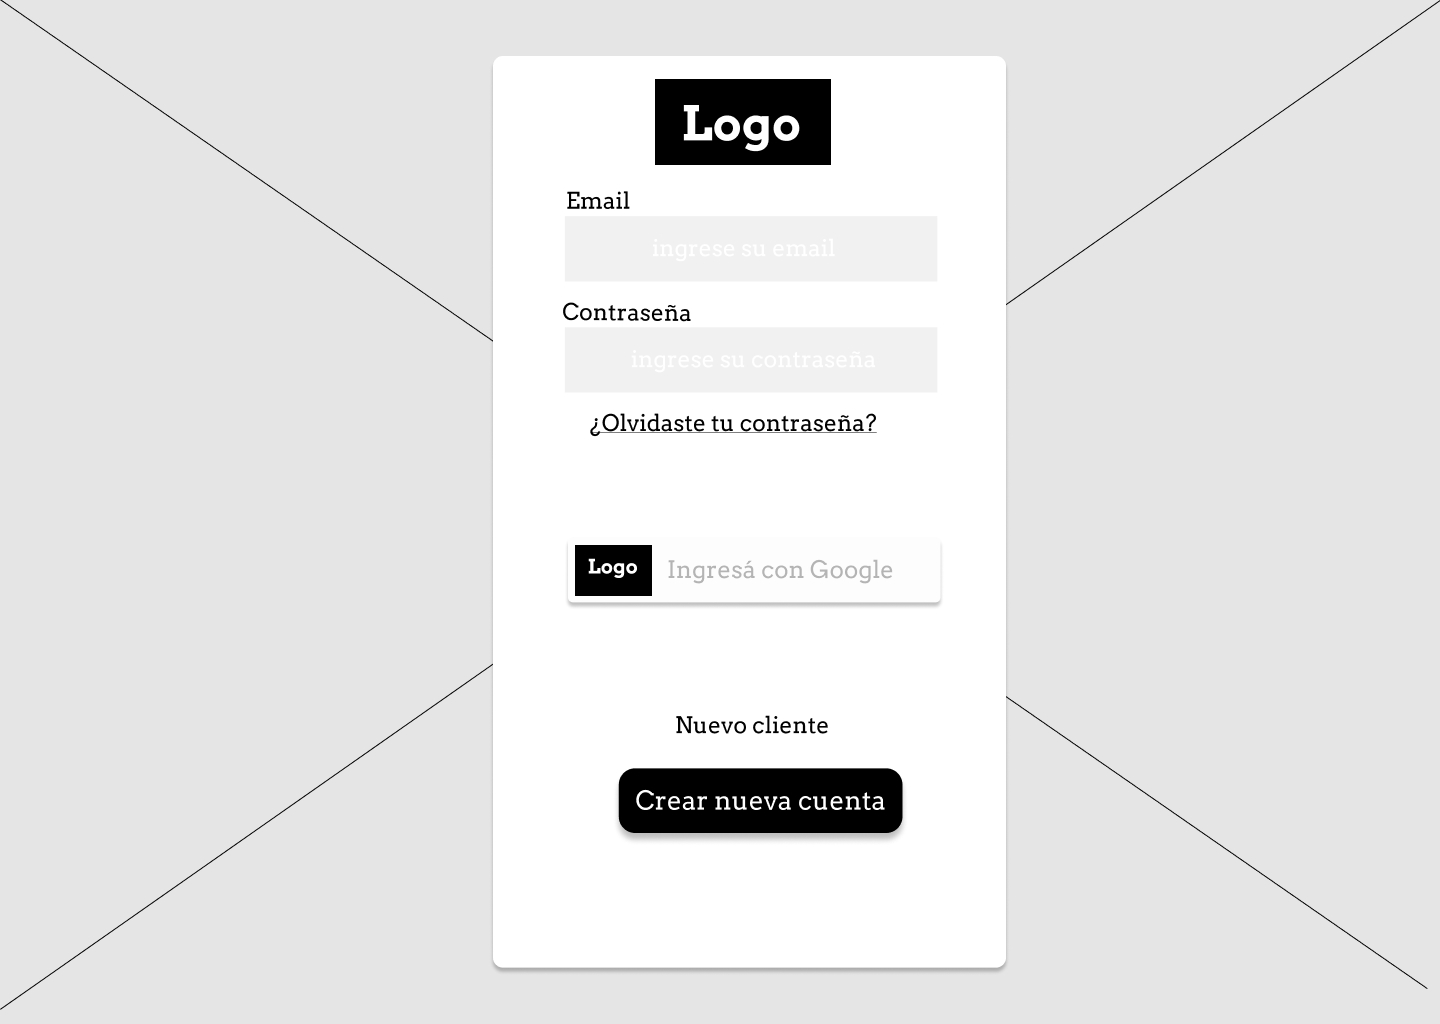 Logo
Email
ingrese su email
Contraseña
ingrese su contraseña
¿Olvidaste tu contraseña?
Logo
Ingresá con Google
Nuevo cliente
Crear nueva cuenta